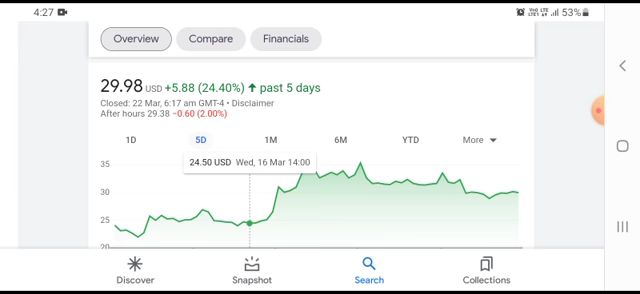 4:27 53%
Overview Compare Financials
29.98 USD +5.88 (24.40%) past 5 days
Closed: 22 Mar, 6:17 am GMT-4 • Disclaimer
After hours 29.38 −0.60 (2.00%)
1D 5D 1M 6M YTD More
24.50 USD Wed, 16 Mar 14:00
35
30
25
20
Discover Snapshot Search Collections